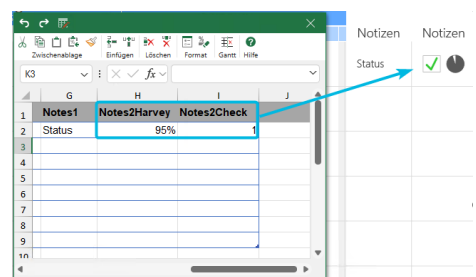 Einfügen Löschen Format Gantt Hilfe
Zwischenablage
K3 fx
G H I J
1 Notes1 Notes2Harvey Notes2Check
2 Status 95% 1
3
4
5
6
7
8
9
10
Notizen Notizen
Status